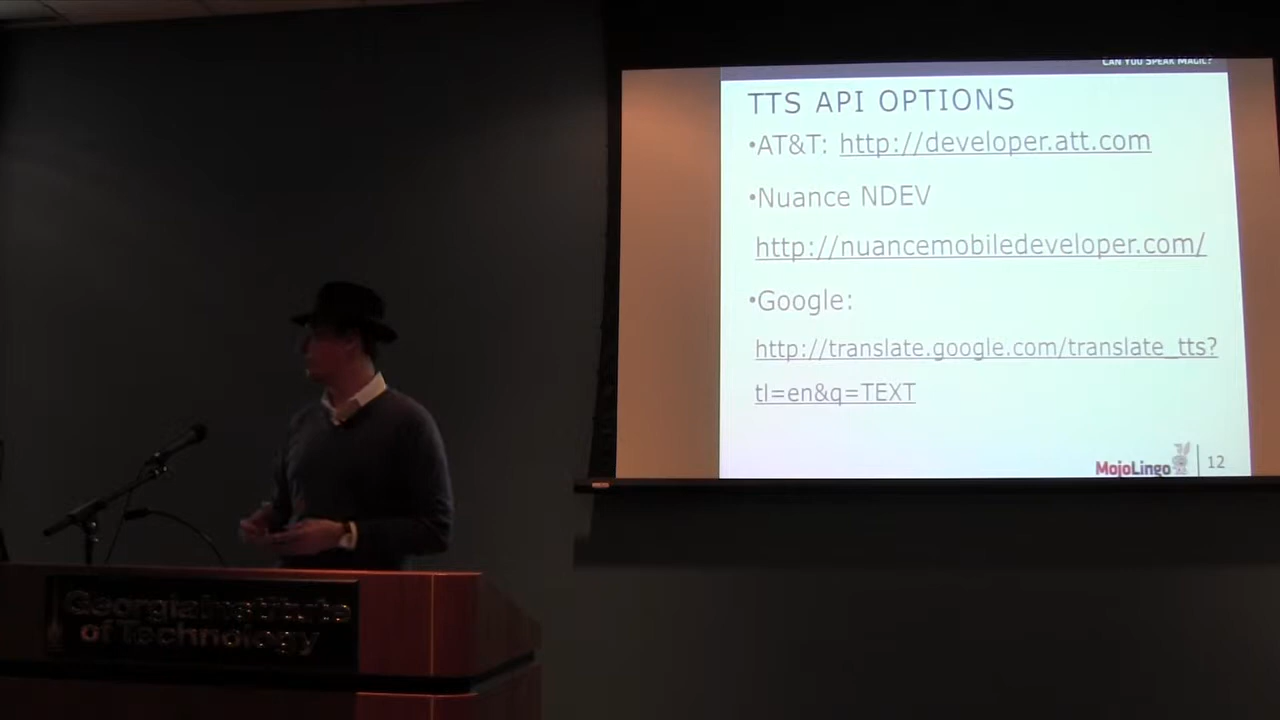 CAN YOU SPEAK MAGIC?
TTS API OPTIONS
•AT&T: http://developer.att.com
•Nuance NDEV
http://nuancemobiledeveloper.com/
•Google:
http://translate.google.com/translate_tts?
tl=en&q=TEXT
MojoLingo
12
Georgia Institute
of Technology